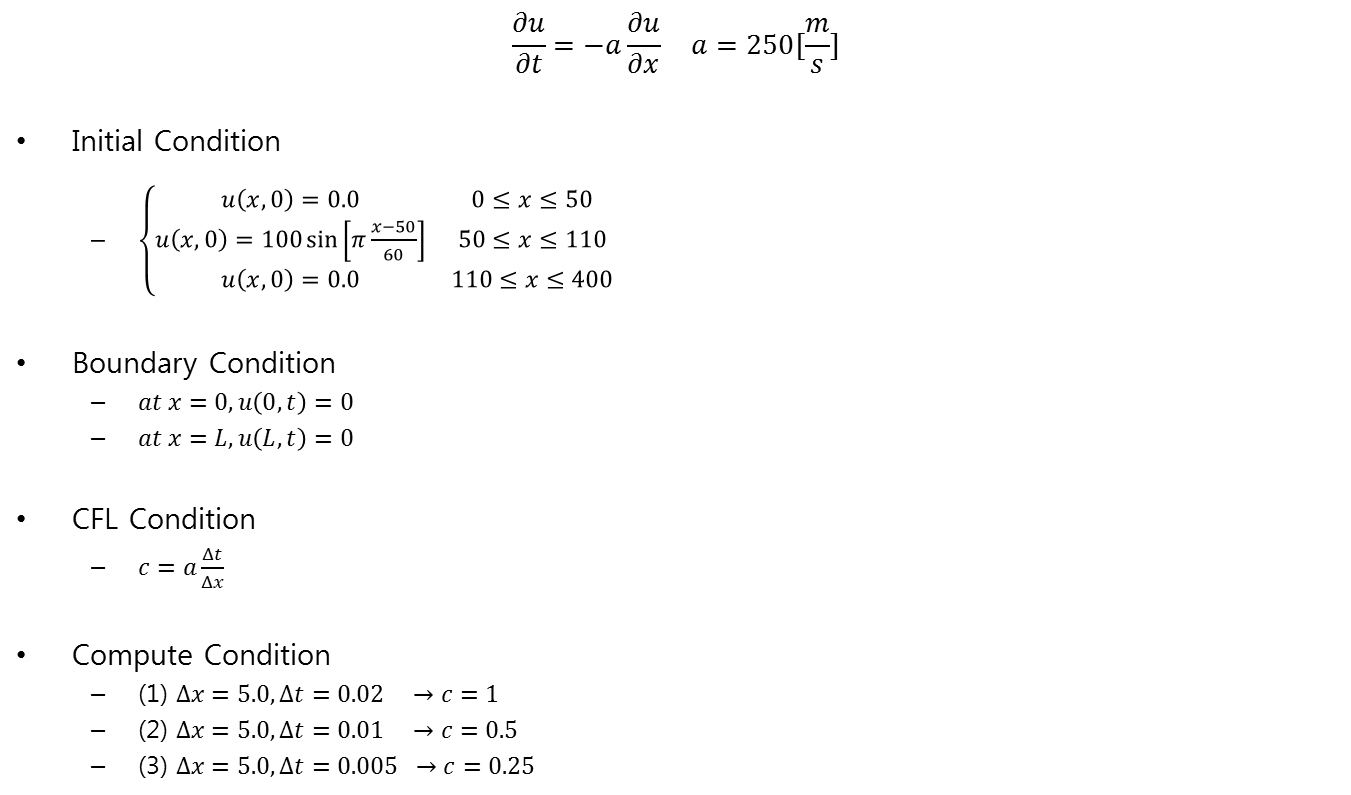 ∂u/∂t = −a ∂u/∂x   a = 250[m/s]
• Initial Condition
– { u(x, 0) = 0.0   0 ≤ x ≤ 50
u(x, 0) = 100 sin [π (x−50)/60]   50 ≤ x ≤ 110
u(x, 0) = 0.0   110 ≤ x ≤ 400
• Boundary Condition
– at x = 0, u(0, t) = 0
– at x = L, u(L, t) = 0
• CFL Condition
– c = a Δt/Δx
• Compute Condition
– (1) Δx = 5.0, Δt = 0.02 → c = 1
– (2) Δx = 5.0, Δt = 0.01 → c = 0.5
– (3) Δx = 5.0, Δt = 0.005 → c = 0.25